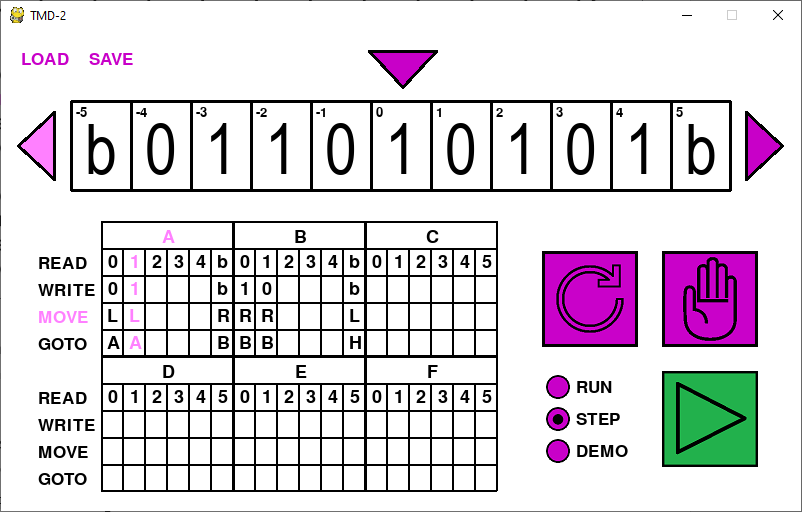 TMD-2
LOAD SAVE
-5 -4 -3 -2 -1 0 1 2 3 4 5
b 0 1 1 0 1 0 1 0 1 b
A B C
READ 0 1 2 3 4 b 0 1 2 3 4 b 0 1 2 3 4 5
WRITE 0 1 b 1 0 b
MOVE L L R R R L
GOTO A A B B B H
D E F
READ 0 1 2 3 4 5 0 1 2 3 4 5 0 1 2 3 4 5
WRITE
MOVE
GOTO
RUN
STEP
DEMO